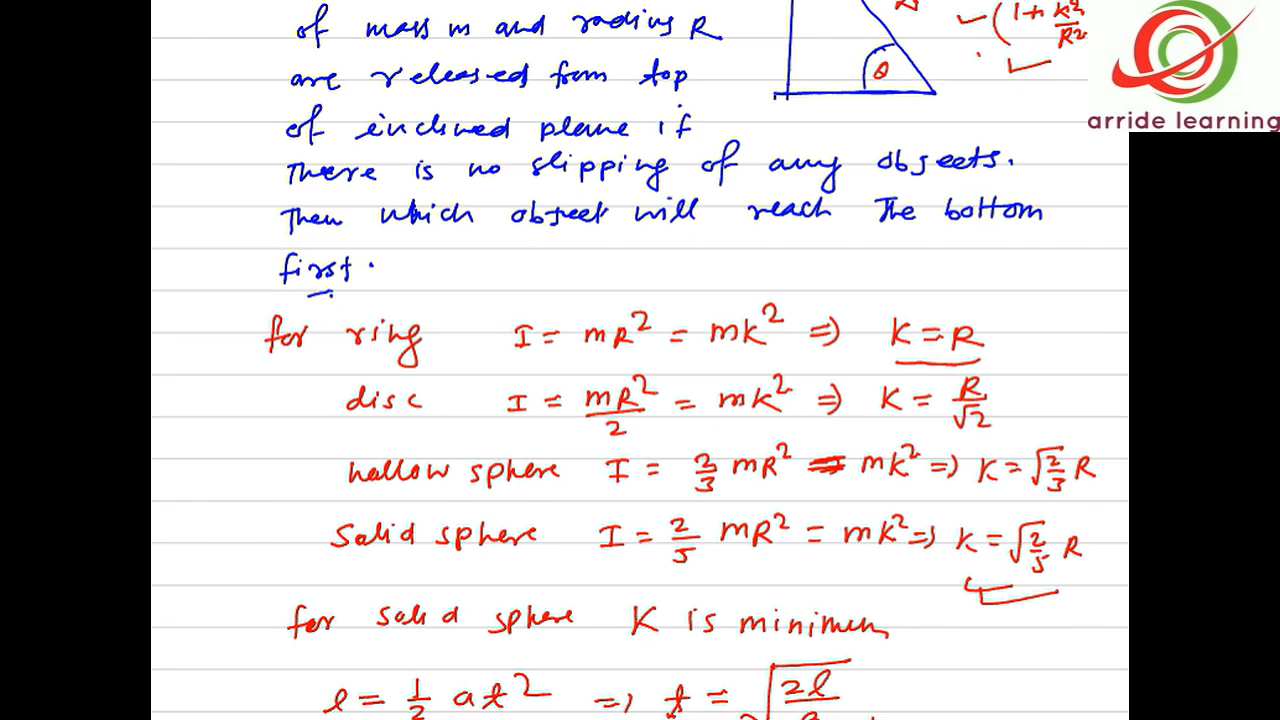 of mass m and radius R
are released from top
of inclined plane if
There is no slipping of any objects.
Then which object will reach The bottom
first.
θ
(1 + k²/R²
arride learning
for ring I = mR² = mK² => K = R
disc I = mR²/2 = mK² => K = R/√2
hallow sphere I = 2/3 mR² = mK² => K = √2/3 R
Solid sphere I = 2/5 mR² = mK² => K = √2/5 R
for solid sphere K is minimum
l = 1/2 at² => t = √2l